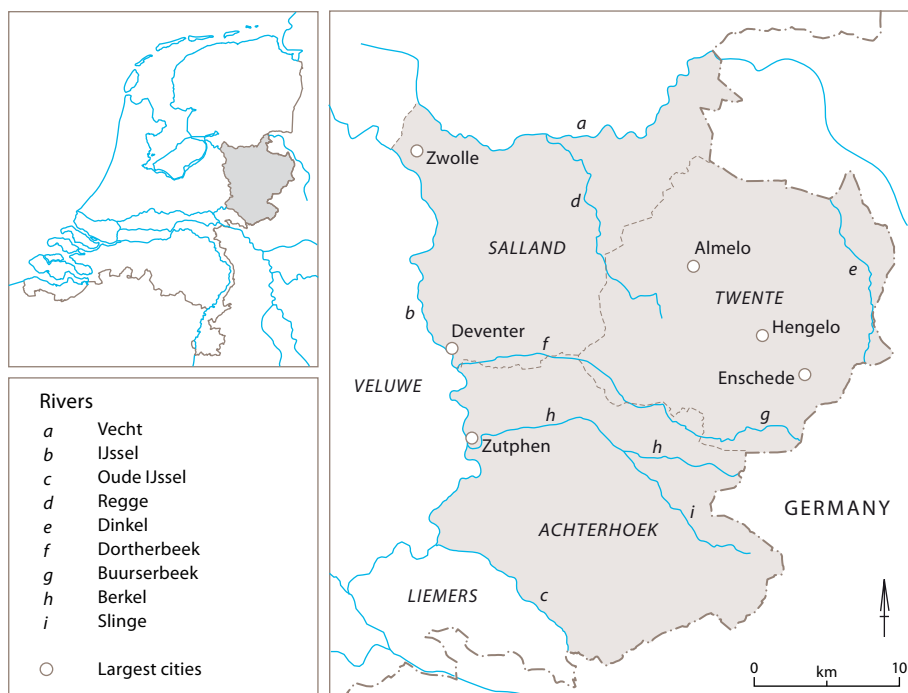 Rivers
a Vecht
b IJssel
c Oude IJssel
d Regge
e Dinkel
f Dortherbeek
g Buurserbeek
h Berkel
i Slinge
Largest cities
a
Zwolle
d
SALLAND
Almelo
e
TWENTE
b
Deventer
f
Hengelo
VELUWE
Enschede
h
g
Zutphen
h
i
GERMANY
ACHTERHOEK
LIEMERS
c
0 km 10